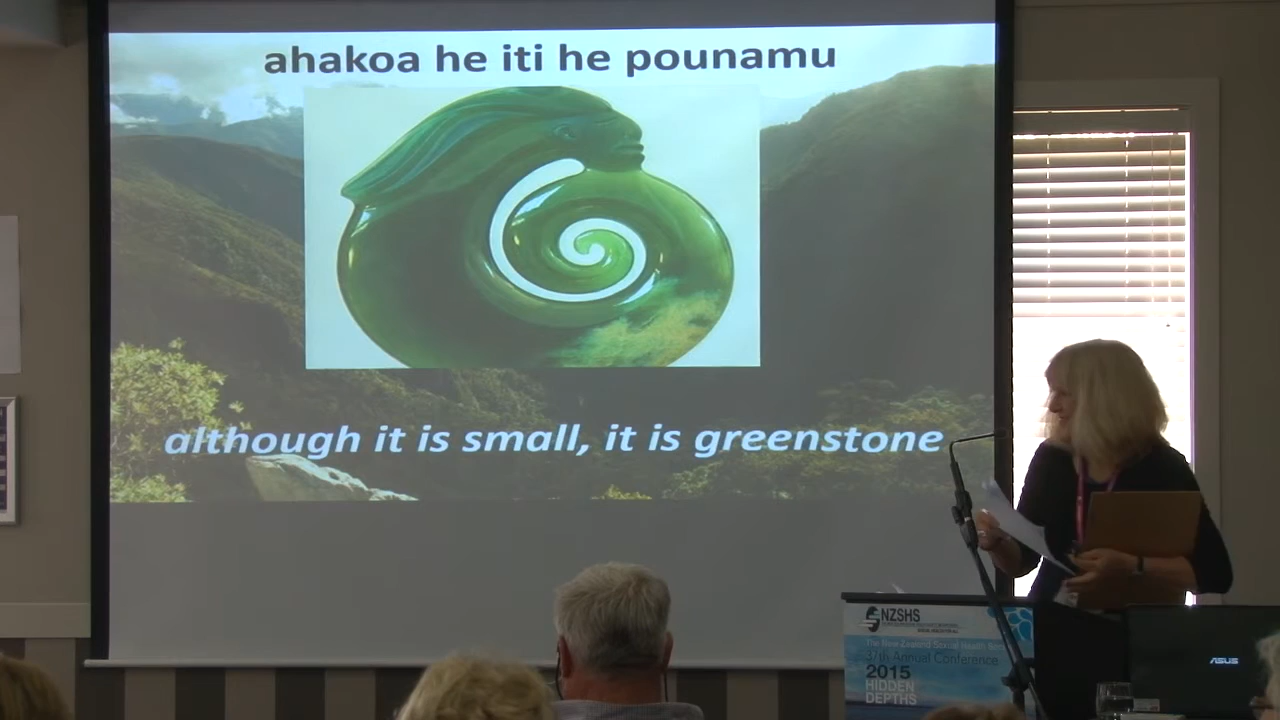 ahakoa he iti he pounamu
although it is small, it is greenstone
NZSHS
The New Zealand Sexual Health
37th Annual Conference
2015
HIDDEN
DEPTHS
ASUS